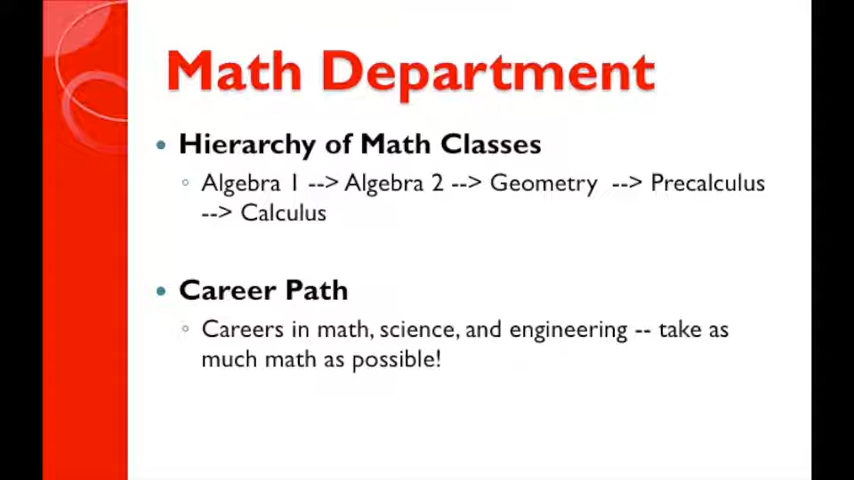 Math Department
• Hierarchy of Math Classes
◦ Algebra 1 --> Algebra 2 --> Geometry --> Precalculus
--> Calculus
• Career Path
◦ Careers in math, science, and engineering -- take as
much math as possible!